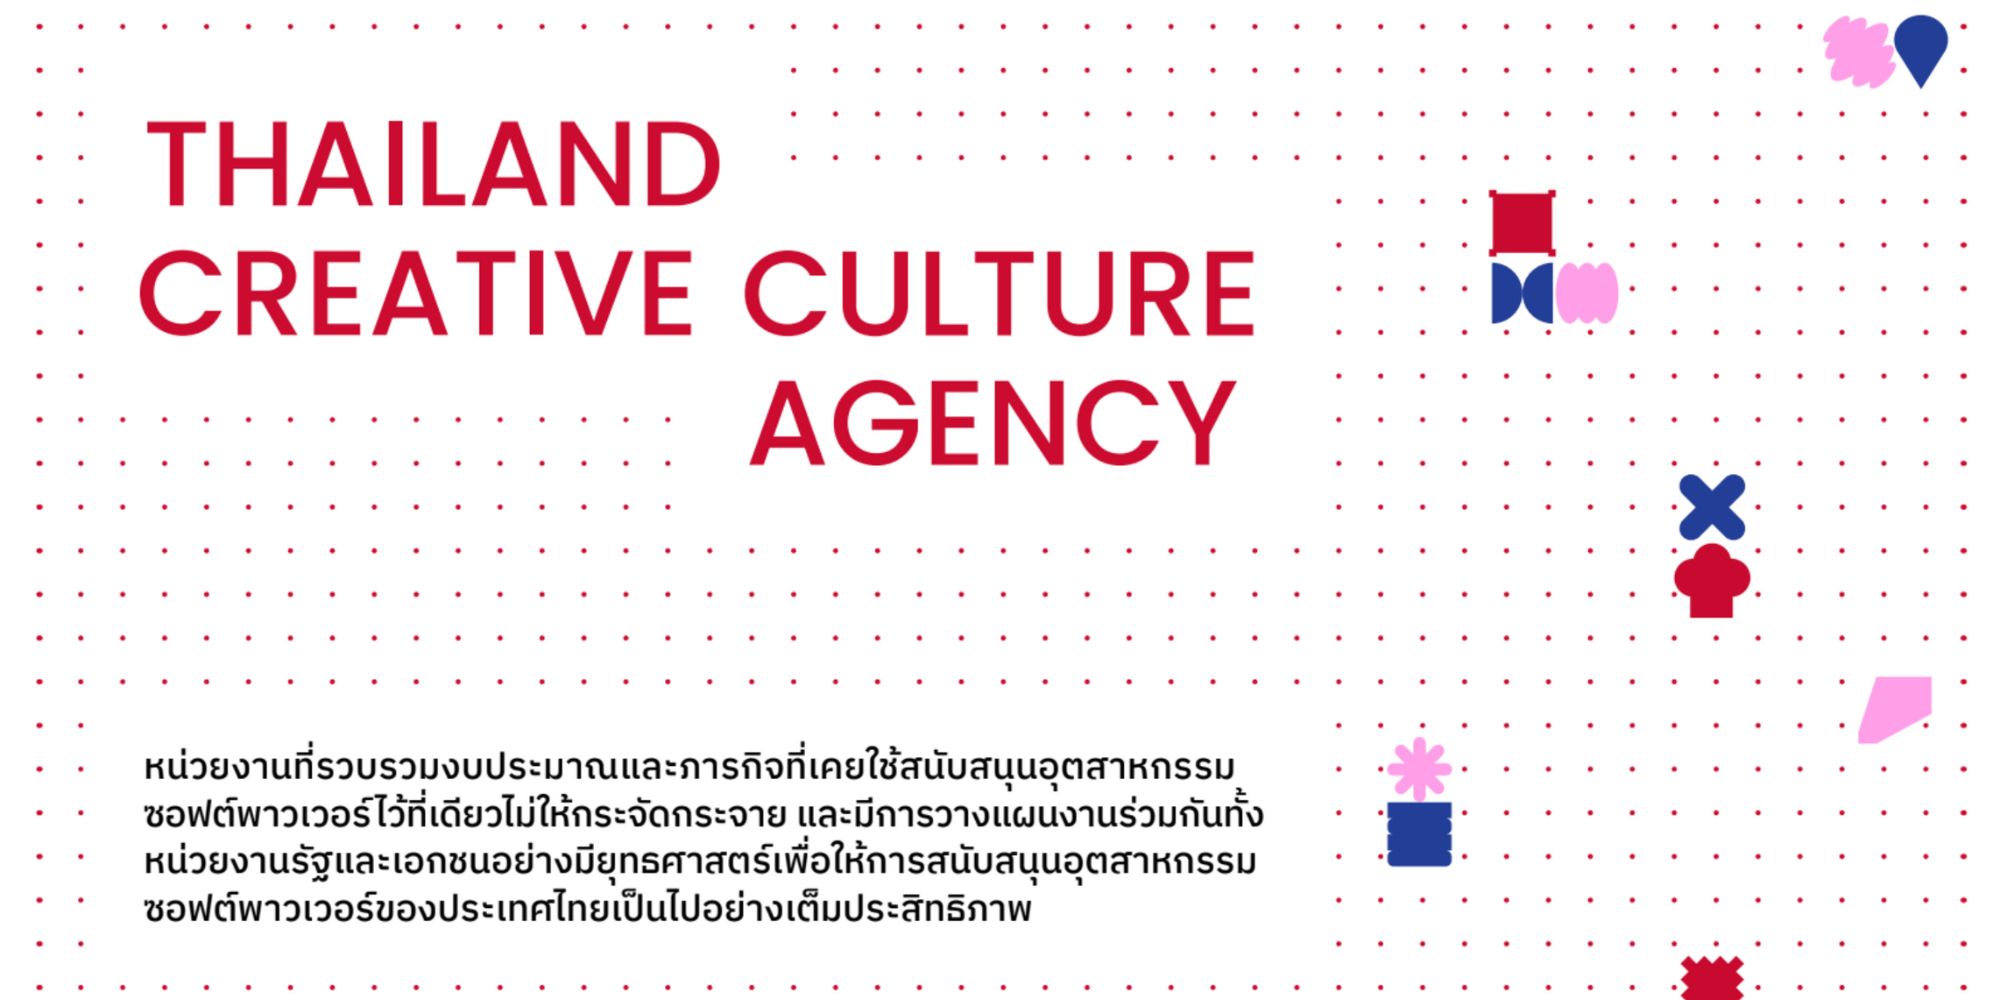 THAILAND
CREATIVE CULTURE
AGENCY
หน่วยงานที่รวบรวมงบประมาณและภารกิจที่เคยใช้สนับสนุนอุตสาหกรรม
ซอฟต์พาวเวอร์ไว้ที่เดียวไม่ให้กระจัดกระจาย และมีการวางแผนงานร่วมกันทั้ง
หน่วยงานรัฐและเอกชนอย่างมียุทธศาสตร์เพื่อให้การสนับสนุนอุตสาหกรรม
ซอฟต์พาวเวอร์ของประเทศไทยเป็นไปอย่างเต็มประสิทธิภาพ